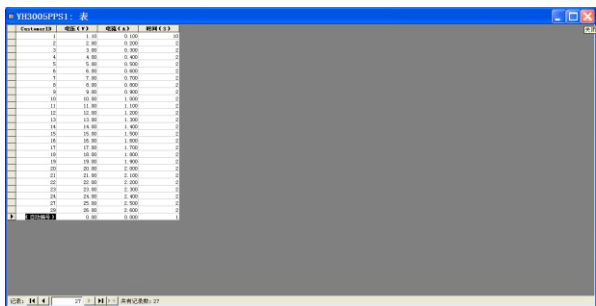 YH3005PPS1: 表
CustomerID 电压(V) 电流(A) 时间(S)
1 1.10 0.100 10
2 2.00 0.200 2
3 3.00 0.300 2
4 4.00 0.400 2
5 5.00 0.500 2
6 6.00 0.600 2
7 7.00 0.700 2
8 8.00 0.800 2
9 9.00 0.900 2
10 10.00 1.000 2
11 11.00 1.100 2
12 12.00 1.200 2
13 13.00 1.300 2
14 14.00 1.400 2
15 15.00 1.500 2
16 16.00 1.600 2
17 17.00 1.700 2
18 18.00 1.800 2
19 19.00 1.900 2
20 20.00 2.000 2
21 21.00 2.100 2
22 22.00 2.200 2
23 23.00 2.300 2
24 24.00 2.400 2
27 25.00 2.500 2
29 26.00 2.600 2
(自动编号) 0.00 0.000 1
记录: 27 共有记录数: 27